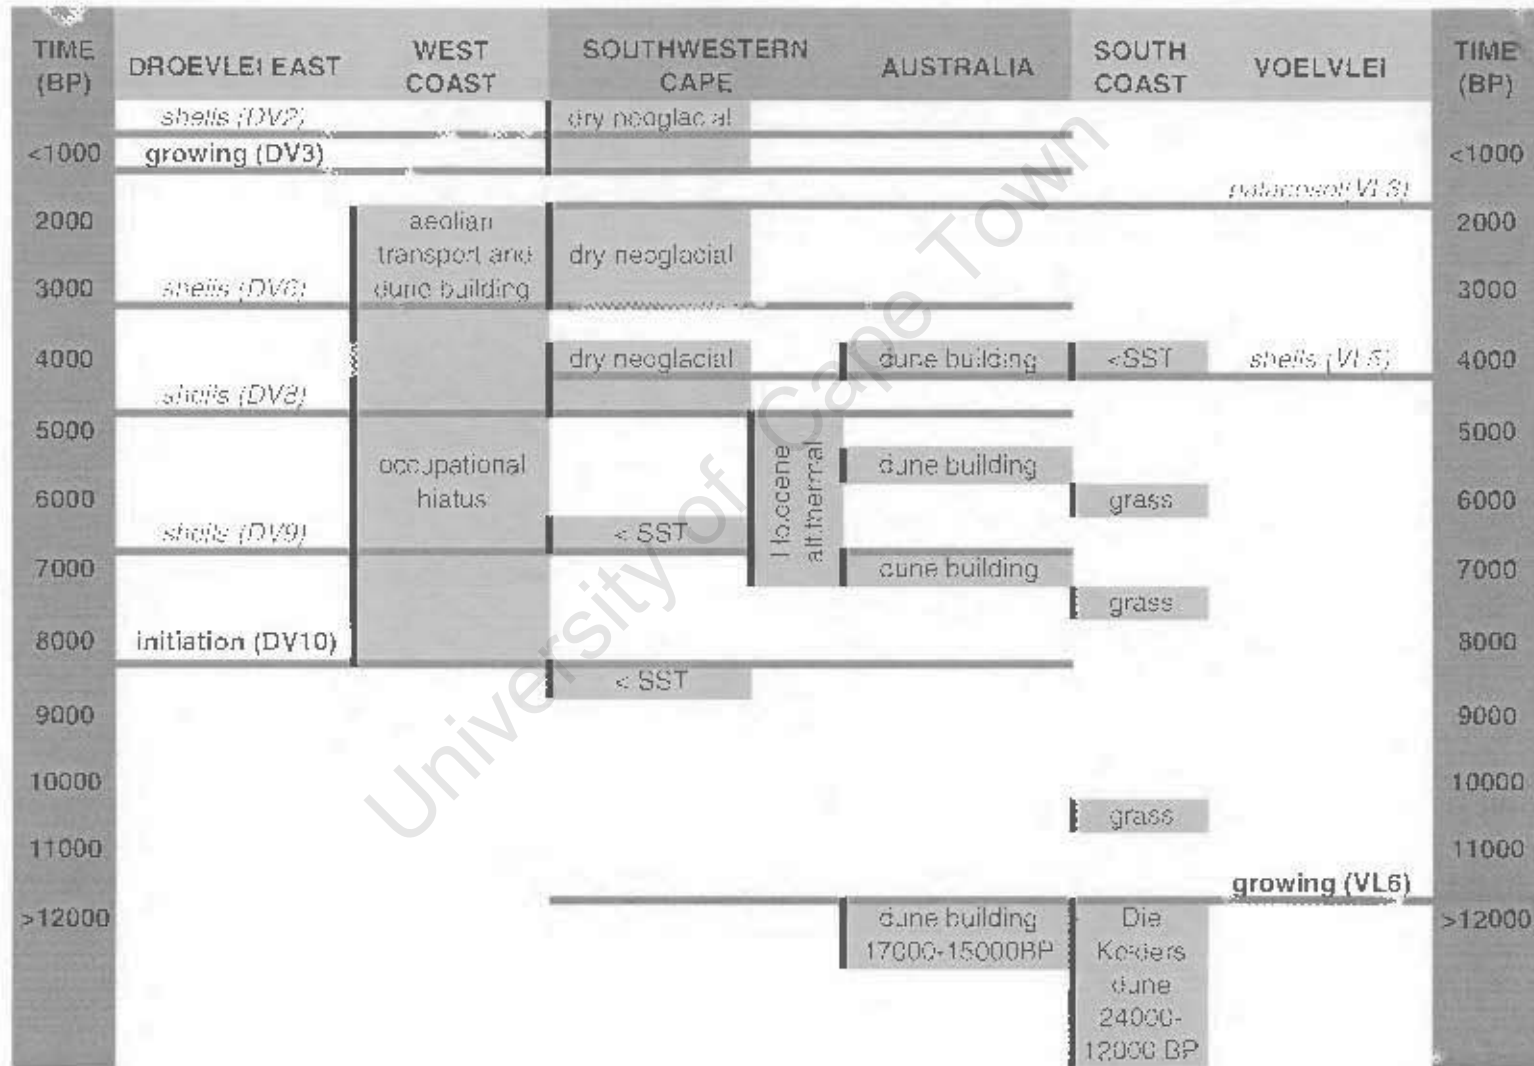 TIME (BP)
DROEVLEI EAST
WEST COAST
SOUTHWESTERN CAPE
AUSTRALIA
SOUTH COAST
VOELVLEI
TIME (BP)
shells (DV2)
dry neoglacial
<1000
growing (DV3)
<1000
palaeosol (VL3)
2000
aeolian
transport and
dune building
dry neoglacial
2000
3000
shells (DV6)
3000
4000
dry neoglacial
dune building
<SST
shells (VL5)
4000
shells (DV8)
5000
5000
occupational
hiatus
Holocene
altithermal
dune building
6000
grass
6000
shells (DV9)
< SST
7000
dune building
7000
grass
8000
initiation (DV10)
8000
< SST
9000
9000
10000
10000
grass
11000
11000
growing (VL6)
>12000
dune building
17000-15000BP
Die
Kelders
dune
24000-
12000 BP
>12000
University of Cape Town